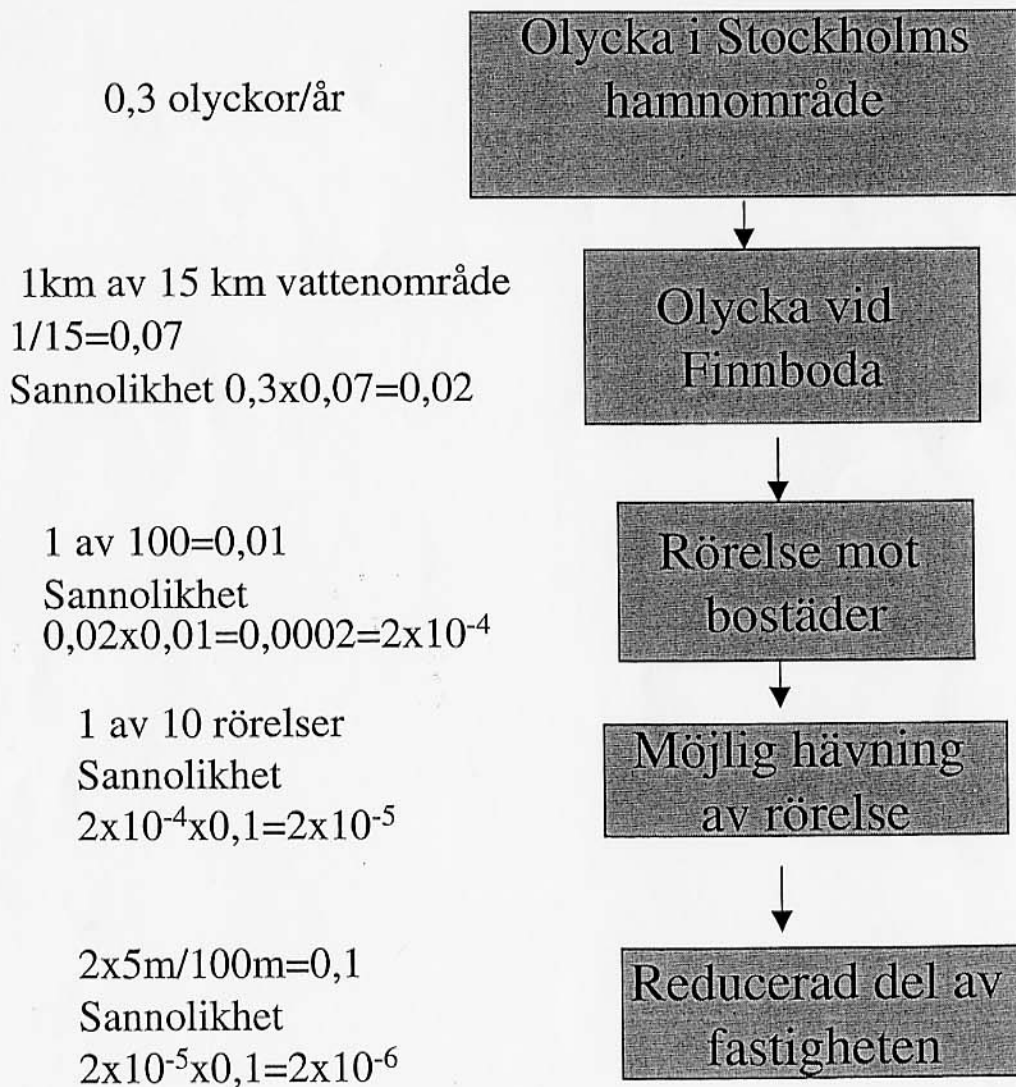 Olycka i Stockholms
hamnområde
0,3 olyckor/år
1km av 15 km vattenområde
1/15=0,07
Sannolikhet 0,3x0,07=0,02
Olycka vid
Finnboda
1 av 100=0,01
Sannolikhet
0,02x0,01=0,0002=2x10⁻⁴
Rörelse mot
bostäder
1 av 10 rörelser
Sannolikhet
2x10⁻⁴x0,1=2x10⁻⁵
Möjlig hävning
av rörelse
2x5m/100m=0,1
Sannolikhet
2x10⁻⁵x0,1=2x10⁻⁶
Reducerad del av
fastigheten